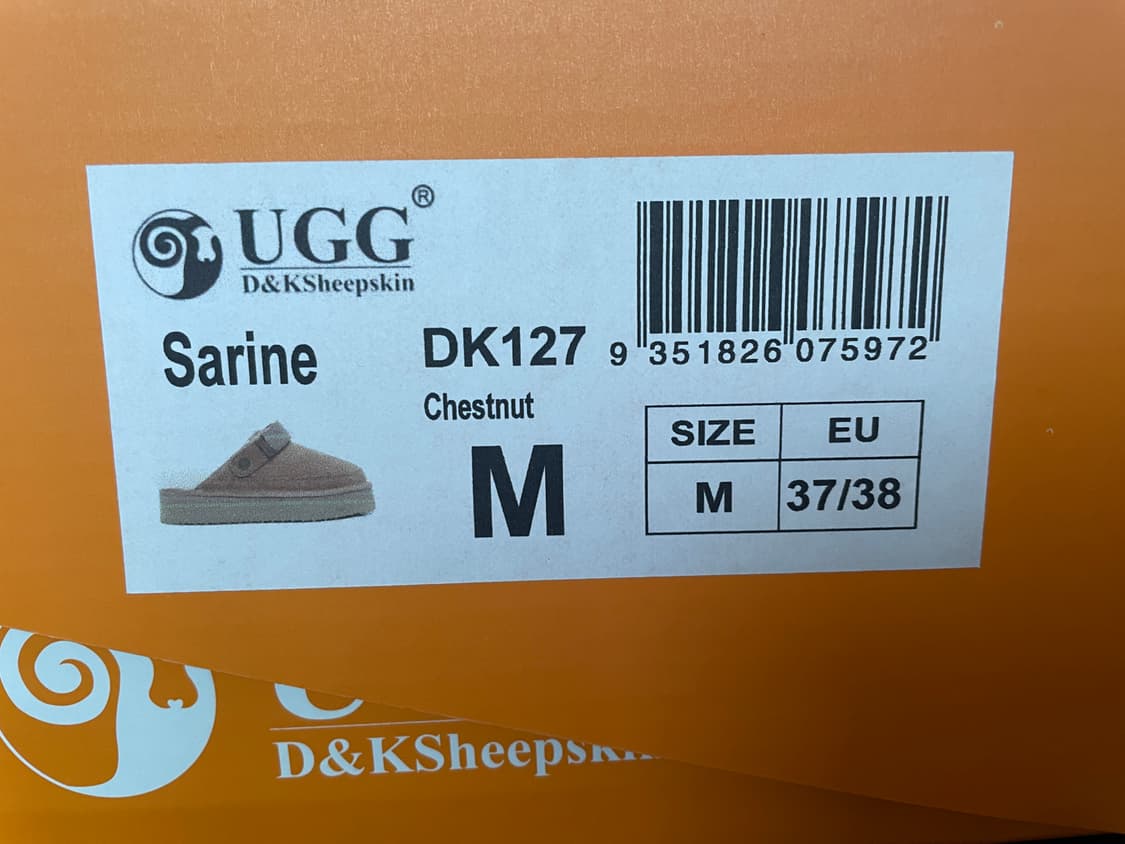 UGG®
D&KSheepskin
Sarine
DK127
Chestnut
M
9 351826 075972
SIZE EU
M 37/38
D&KSheepskin